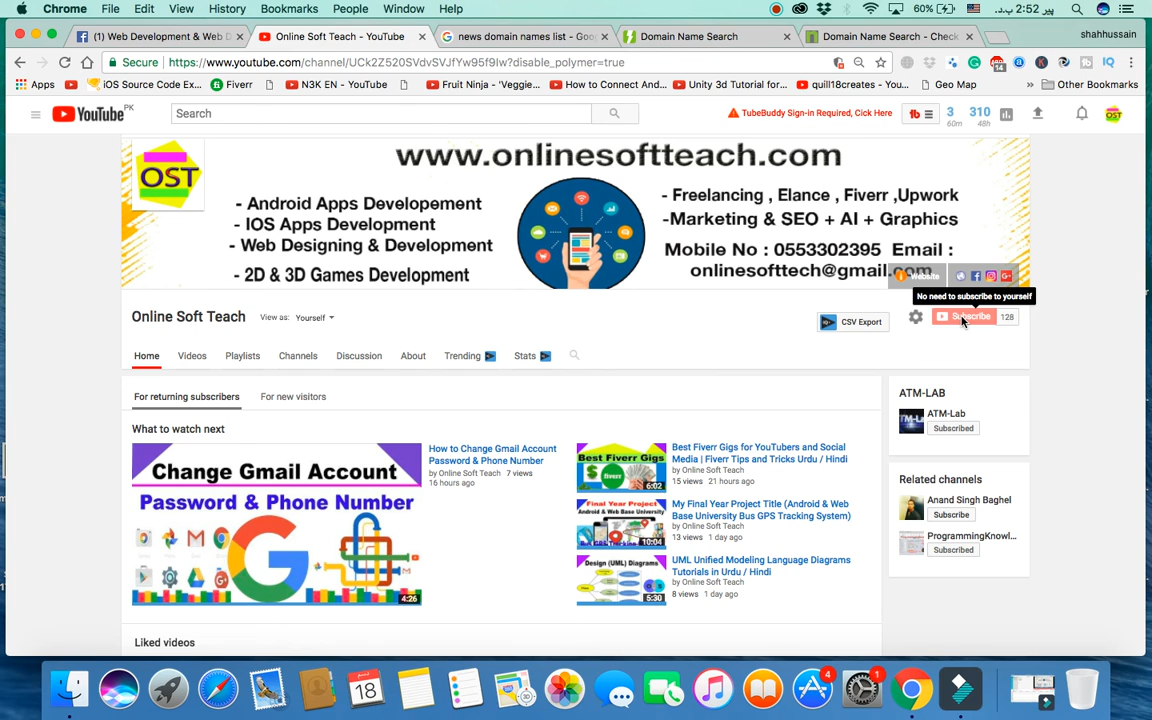 Chrome File Edit View History Bookmarks People Window Help
60% پیر 2:52 ب.د.
(1) Web Development & Web D
Online Soft Teach - YouTube
news domain names list - Goo
Domain Name Search
Domain Name Search - Check
shahhussain
Secure https://www.youtube.com/channel/UCk2Z520SVdvSVJfYw95f9Iw?disable_polymer=true
14
Apps iOS Source Code Ex... Fiverr N3K EN - YouTube Fruit Ninja - 'Veggie... How to Connect And... Unity 3d Tutorial for... quill18creates - You... Geo Map » Other Bookmarks
YouTube PK
Search
TubeBuddy Sign-in Required, Click Here
3 60m
310 48h
OST
www.onlinesoftteach.com
OST
- Android Apps Developement
- IOS Apps Development
- Web Designing & Development
- 2D & 3D Games Development
- Freelancing , Elance , Fiverr ,Upwork
-Marketing & SEO + AI + Graphics
Mobile No : 0553302395 Email :
onlinesofttech@gmail.com
Website
No need to subscribe to yourself
Online Soft Teach View as: Yourself
CSV Export
Subscribe 128
Home Videos Playlists Channels Discussion About Trending Stats
For returning subscribers For new visitors
What to watch next
Change Gmail Account
Password & Phone Number
4:26
How to Change Gmail Account
Password & Phone Number
by Online Soft Teach 7 views
16 hours ago
Best Fiverr Gigs
6:02
Best Fiverr Gigs for YouTubers and Social
Media | Fiverr Tips and Tricks Urdu / Hindi
by Online Soft Teach
15 views 21 hours ago
Final Year Project
Android & Web Base University
10:04
My Final Year Project Title (Android & Web
Base University Bus GPS Tracking System)
by Online Soft Teach
13 views 1 day ago
Design (UML) Diagrams
5:30
UML Unified Modeling Language Diagrams
Tutorials in Urdu / Hindi
by Online Soft Teach
8 views 1 day ago
Liked videos
ATM-LAB
ATM-Lab
Subscribed
Related channels
Anand Singh Baghel
Subscribe
ProgrammingKnowl...
Subscribed
18
4
1